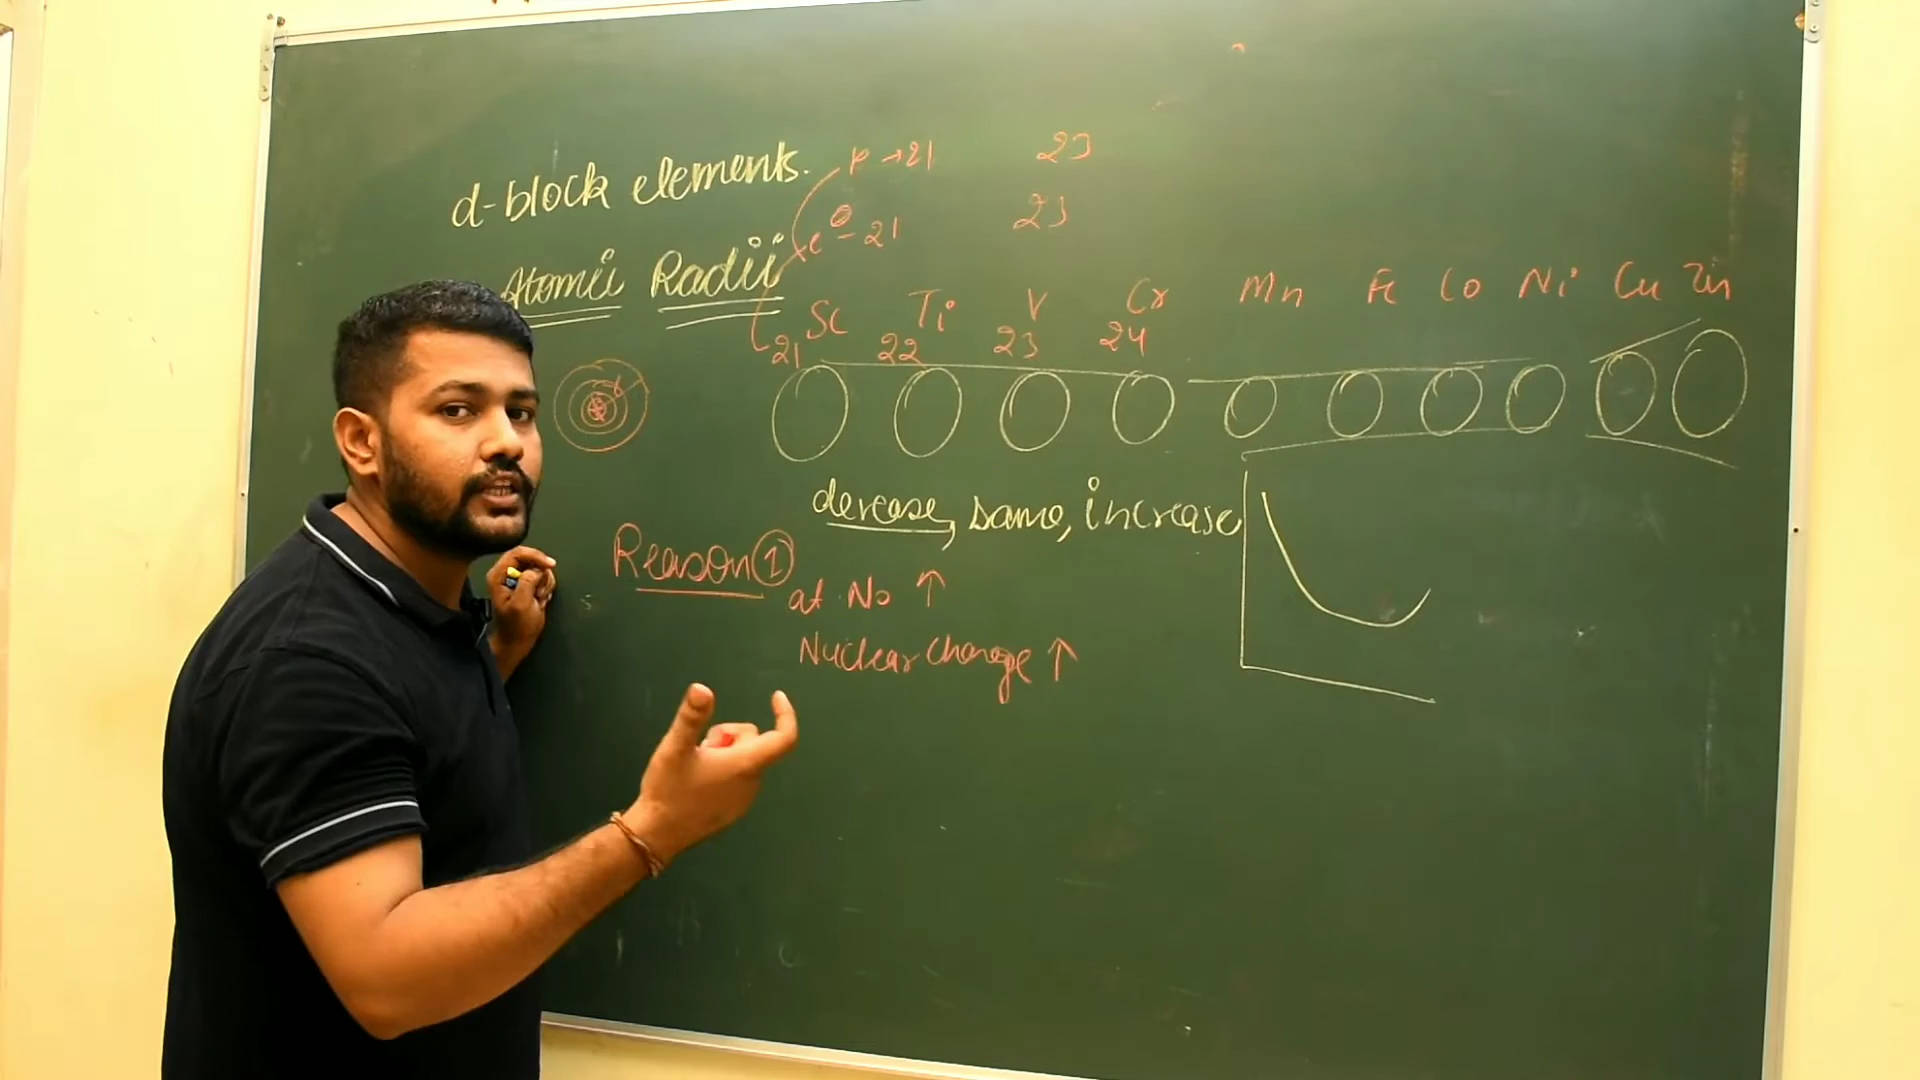 d-block elements.
p → 21 23
e⁻ - 21 23
Atomic Radii
Sc Ti V Cr Mn Fe Co Ni Cu Zn
21 22 23 24
derease, same, increase
Reason ①
at No ↑
Nuclear Charge ↑